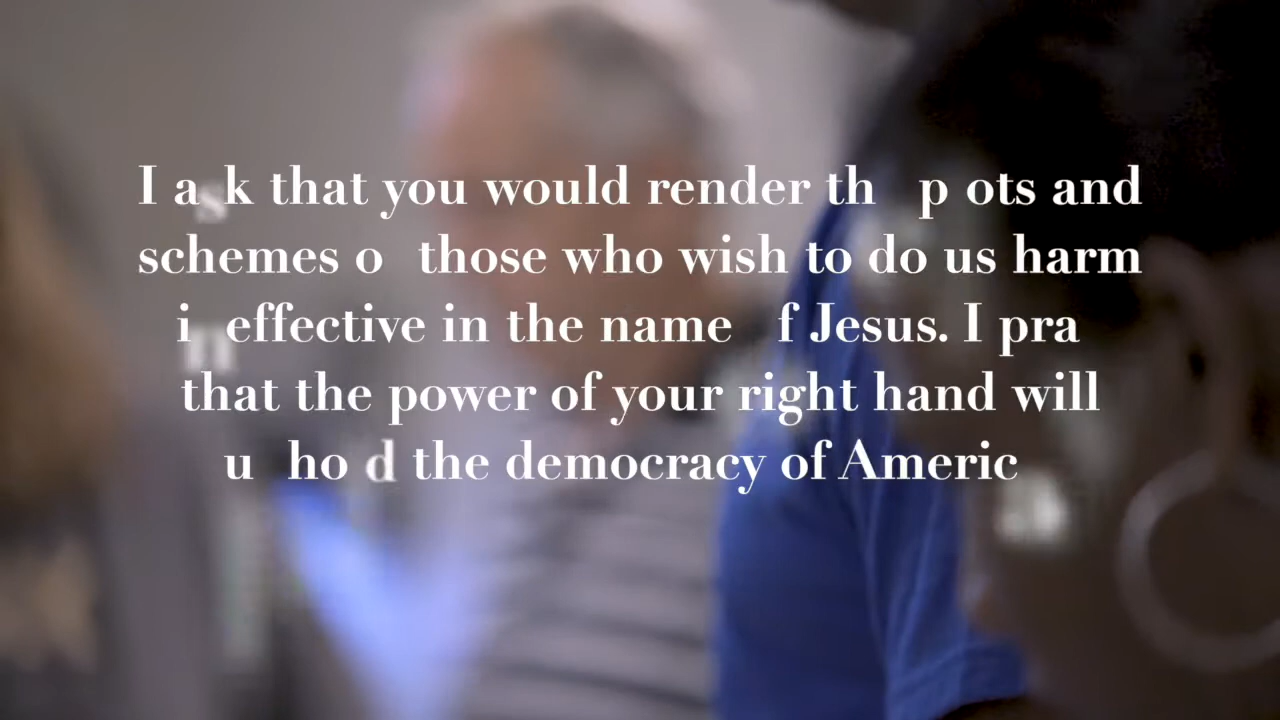 I ask that you would render th p ots and
schemes o those who wish to do us harm
i effective in the name f Jesus. I pra
that the power of your right hand will
u ho d the democracy of Americ